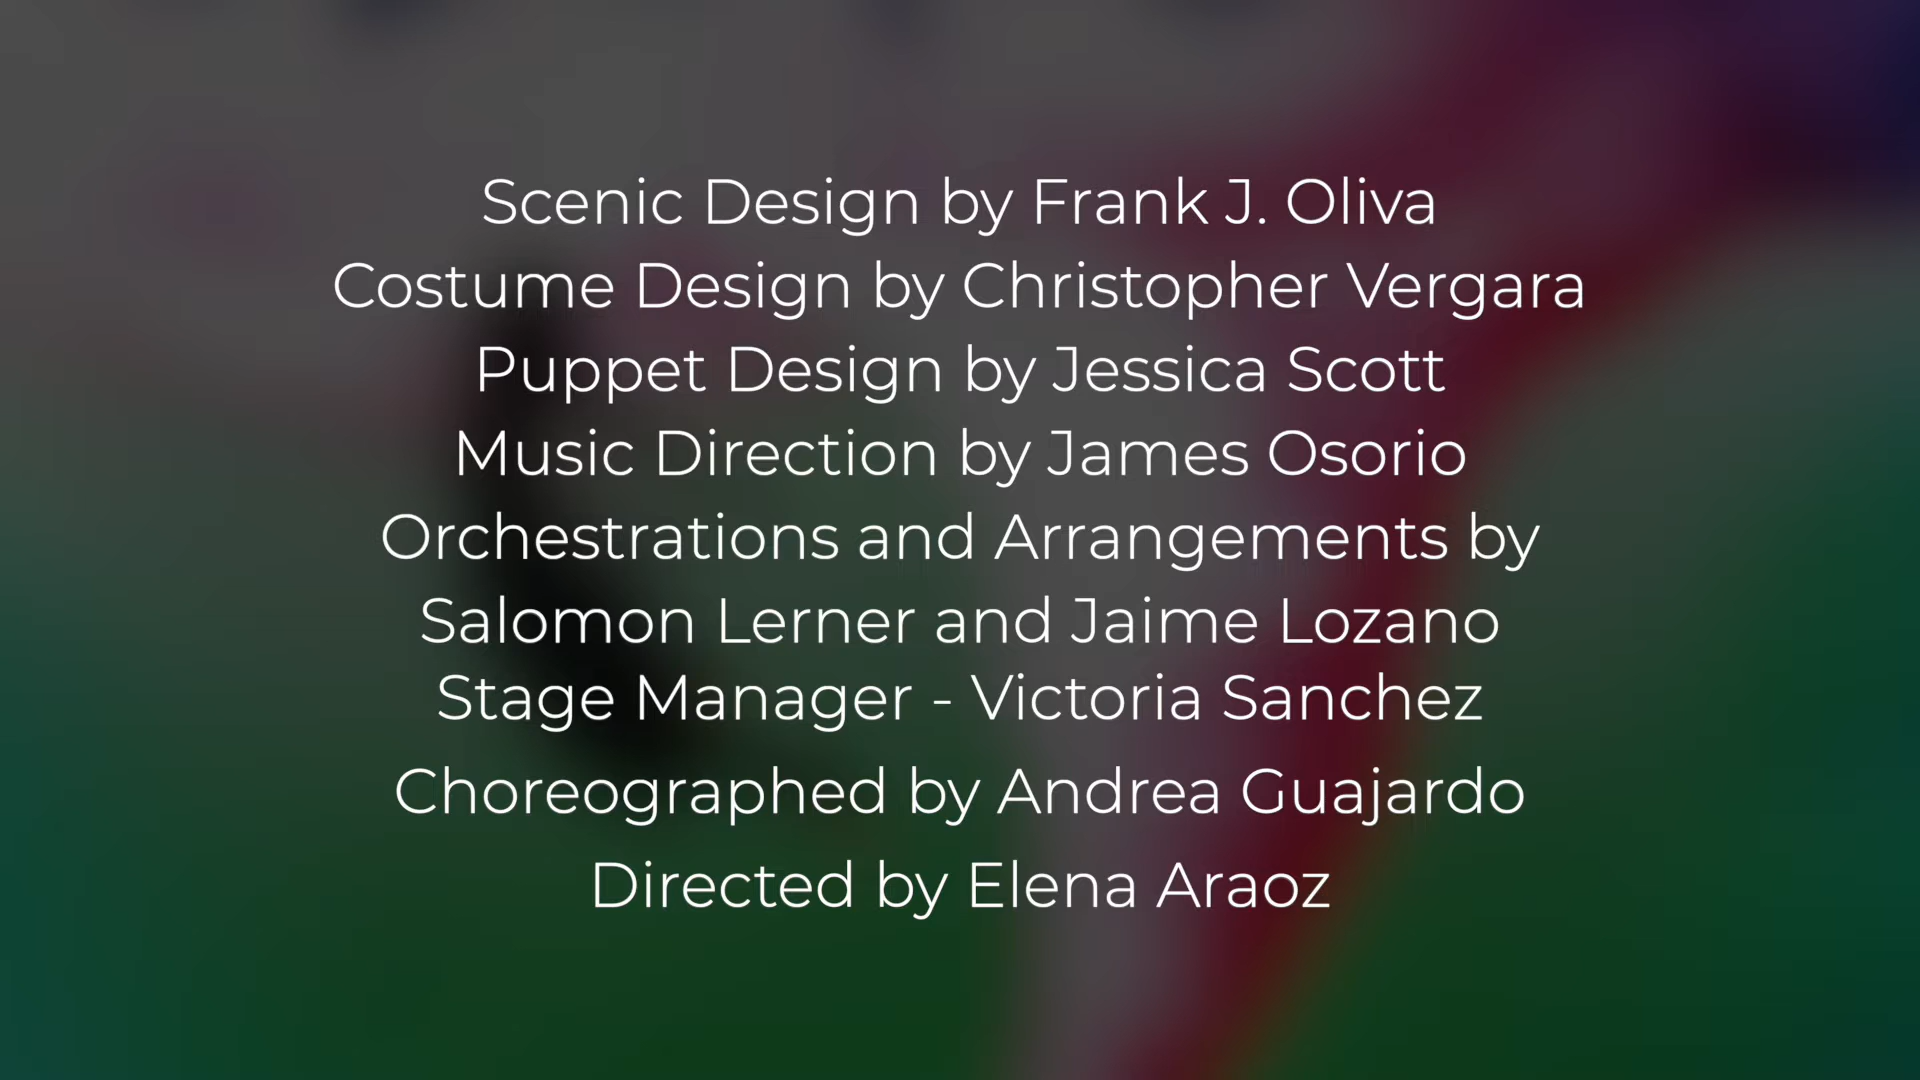 Scenic Design by Frank J. Oliva
Costume Design by Christopher Vergara
Puppet Design by Jessica Scott
Music Direction by James Osorio
Orchestrations and Arrangements by
Salomon Lerner and Jaime Lozano
Stage Manager - Victoria Sanchez
Choreographed by Andrea Guajardo
Directed by Elena Araoz